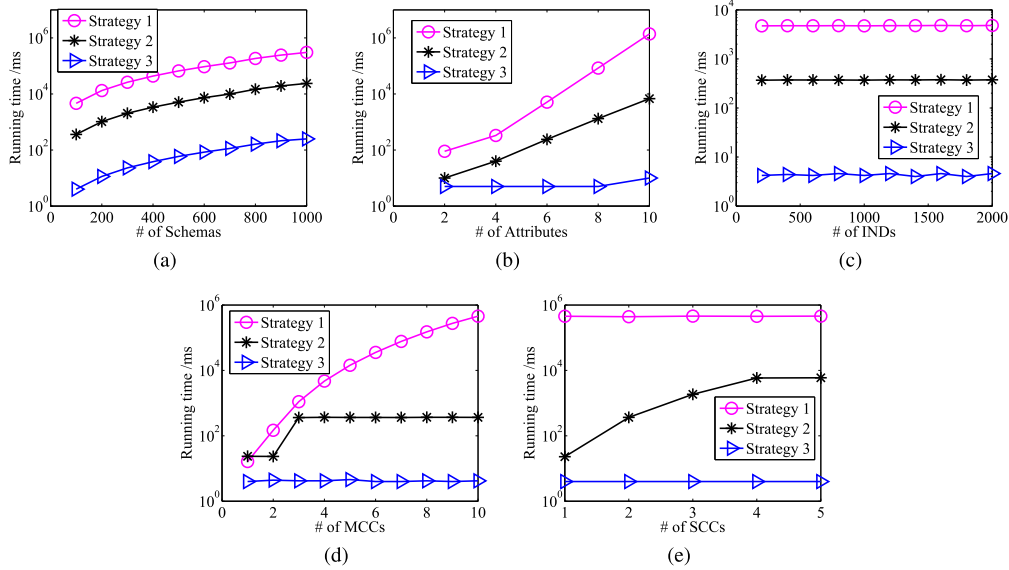 10^6
10^4
10^2
10^0
Running time /ms
Strategy 1
Strategy 2
Strategy 3
0 200 400 600 800 1000
# of Schemas
(a)
10^6
10^4
10^2
10^0
Running time /ms
Strategy 1
Strategy 2
Strategy 3
0 2 4 6 8 10
# of Attributes
(b)
10^4
10^3
10^2
10^1
10^0
Running time /ms
Strategy 1
Strategy 2
Strategy 3
0 500 1000 1500 2000
# of INDs
(c)
10^6
10^4
10^2
10^0
Running time /ms
Strategy 1
Strategy 2
Strategy 3
0 2 4 6 8 10
# of MCCs
(d)
10^6
10^4
10^2
10^0
Running time /ms
Strategy 1
Strategy 2
Strategy 3
1 2 3 4 5
# of SCCs
(e)